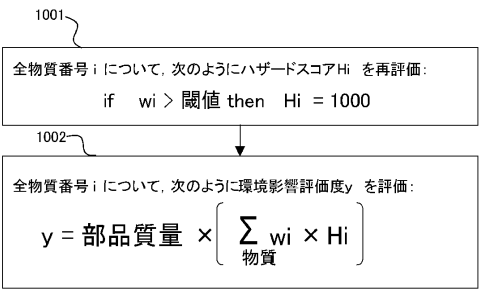 1001
全物質番号 i について, 次のようにハザードスコアHi を再評価:
if wi > 閾値 then Hi = 1000
1002
全物質番号 i について, 次のように環境影響評価度y を評価:
y = 部品質量 × ( Σ wi × Hi )
物質